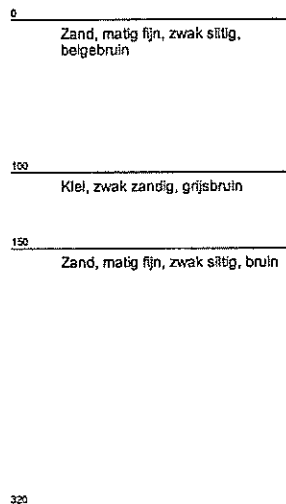 0
Zand, matig fijn, zwak siltig,
beigebruin
100
Klei, zwak zandig, grijsbruin
150
Zand, matig fijn, zwak siltig, bruin
320